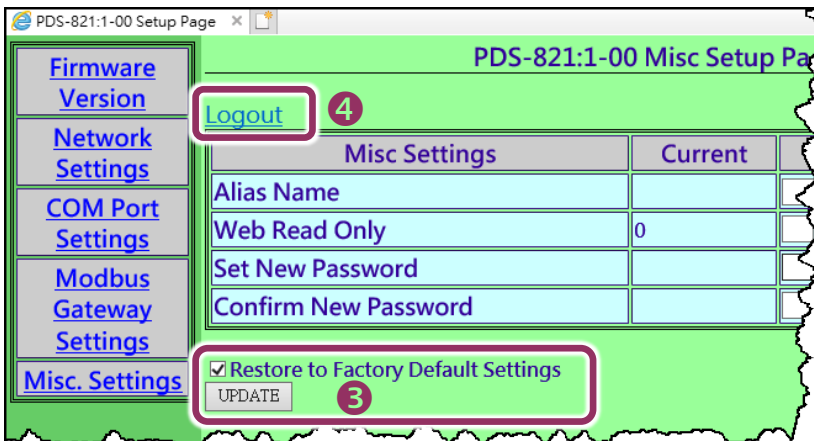 PDS-821:1-00 Setup Page
Firmware
Version
Network
Settings
COM Port
Settings
Modbus
Gateway
Settings
Misc. Settings
PDS-821:1-00 Misc Setup Pa
Logout
4
Misc Settings Current
Alias Name
Web Read Only 0
Set New Password
Confirm New Password
Restore to Factory Default Settings
UPDATE
3